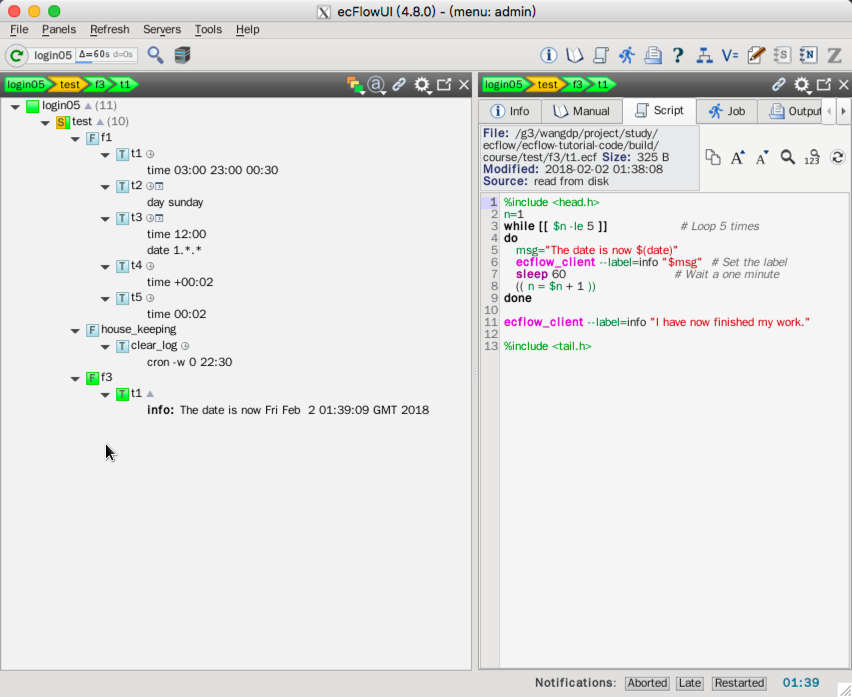 ecFlowUI (4.8.0) - (menu: admin)
File Panels Refresh Servers Tools Help
login05 Δ=60s d=0s
login05 test f3 t1
login05 (11)
test (10)
f1
t1
time 03:00 23:00 00:30
t2
day sunday
t3
time 12:00
date 1.*.*
t4
time +00:02
t5
time 00:02
house_keeping
clear_log
cron -w 0 22:30
f3
t1
info: The date is now Fri Feb  2 01:39:09 GMT 2018
login05 test f3 t1
Info Manual Script Job Output
File: /g3/wangdp/project/study/
ecflow/ecflow-tutorial-code/build/
course/test/f3/t1.ecf Size: 325 B
Modified: 2018-02-02 01:38:08
Source: read from disk
1 %include <head.h>
2 n=1
3 while [[ $n -le 5 ]] # Loop 5 times
4 do
5 msg="The date is now $(date)"
6 ecflow_client --label=info "$msg" # Set the label
7 sleep 60 # Wait a one minute
8 (( n = $n + 1 ))
9 done
10
11 ecflow_client --label=info "I have now finished my work."
12
13 %include <tail.h>
Notifications: Aborted Late Restarted 01:39